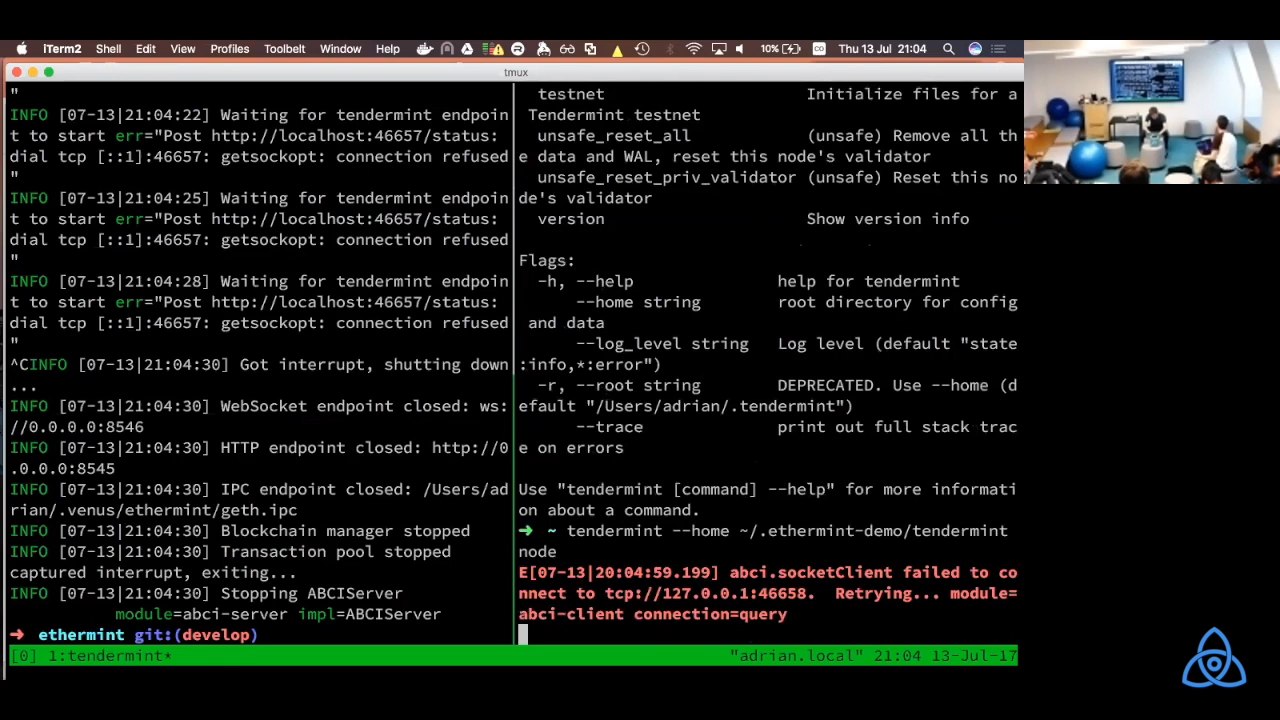 iTerm2 Shell Edit View Profiles Toolbelt Window Help 10% Thu 13 Jul 21:04
tmux
"
INFO [07-13|21:04:22] Waiting for tendermint endpoin
t to start err="Post http://localhost:46657/status:
dial tcp [::1]:46657: getsockopt: connection refused
"
INFO [07-13|21:04:25] Waiting for tendermint endpoin
t to start err="Post http://localhost:46657/status:
dial tcp [::1]:46657: getsockopt: connection refused
"
INFO [07-13|21:04:28] Waiting for tendermint endpoin
t to start err="Post http://localhost:46657/status:
dial tcp [::1]:46657: getsockopt: connection refused
"
^CINFO [07-13|21:04:30] Got interrupt, shutting down
...
INFO [07-13|21:04:30] WebSocket endpoint closed: ws:
//0.0.0.0:8546
INFO [07-13|21:04:30] HTTP endpoint closed: http://0
.0.0.0:8545
INFO [07-13|21:04:30] IPC endpoint closed: /Users/ad
rian/.venus/ethermint/geth.ipc
INFO [07-13|21:04:30] Blockchain manager stopped
INFO [07-13|21:04:30] Transaction pool stopped
captured interrupt, exiting...
INFO [07-13|21:04:30] Stopping ABCIServer
module=abci-server impl=ABCIServer
➜ ethermint git:(develop)
testnet Initialize files for a
Tendermint testnet
unsafe_reset_all (unsafe) Remove all th
e data and WAL, reset this node's validator
unsafe_reset_priv_validator (unsafe) Reset this no
de's validator
version Show version info
Flags:
-h, --help help for tendermint
--home string root directory for config
and data
--log_level string Log level (default "state
:info,*:error")
-r, --root string DEPRECATED. Use --home (d
efault "/Users/adrian/.tendermint")
--trace print out full stack trac
e on errors
Use "tendermint [command] --help" for more informati
on about a command.
➜ ~ tendermint --home ~/.ethermint-demo/tendermint
node
E[07-13|20:04:59.199] abci.socketClient failed to co
nnect to tcp://127.0.0.1:46658. Retrying... module=
abci-client connection=query
[0] 1:tendermint* "adrian.local" 21:04 13-Jul-17